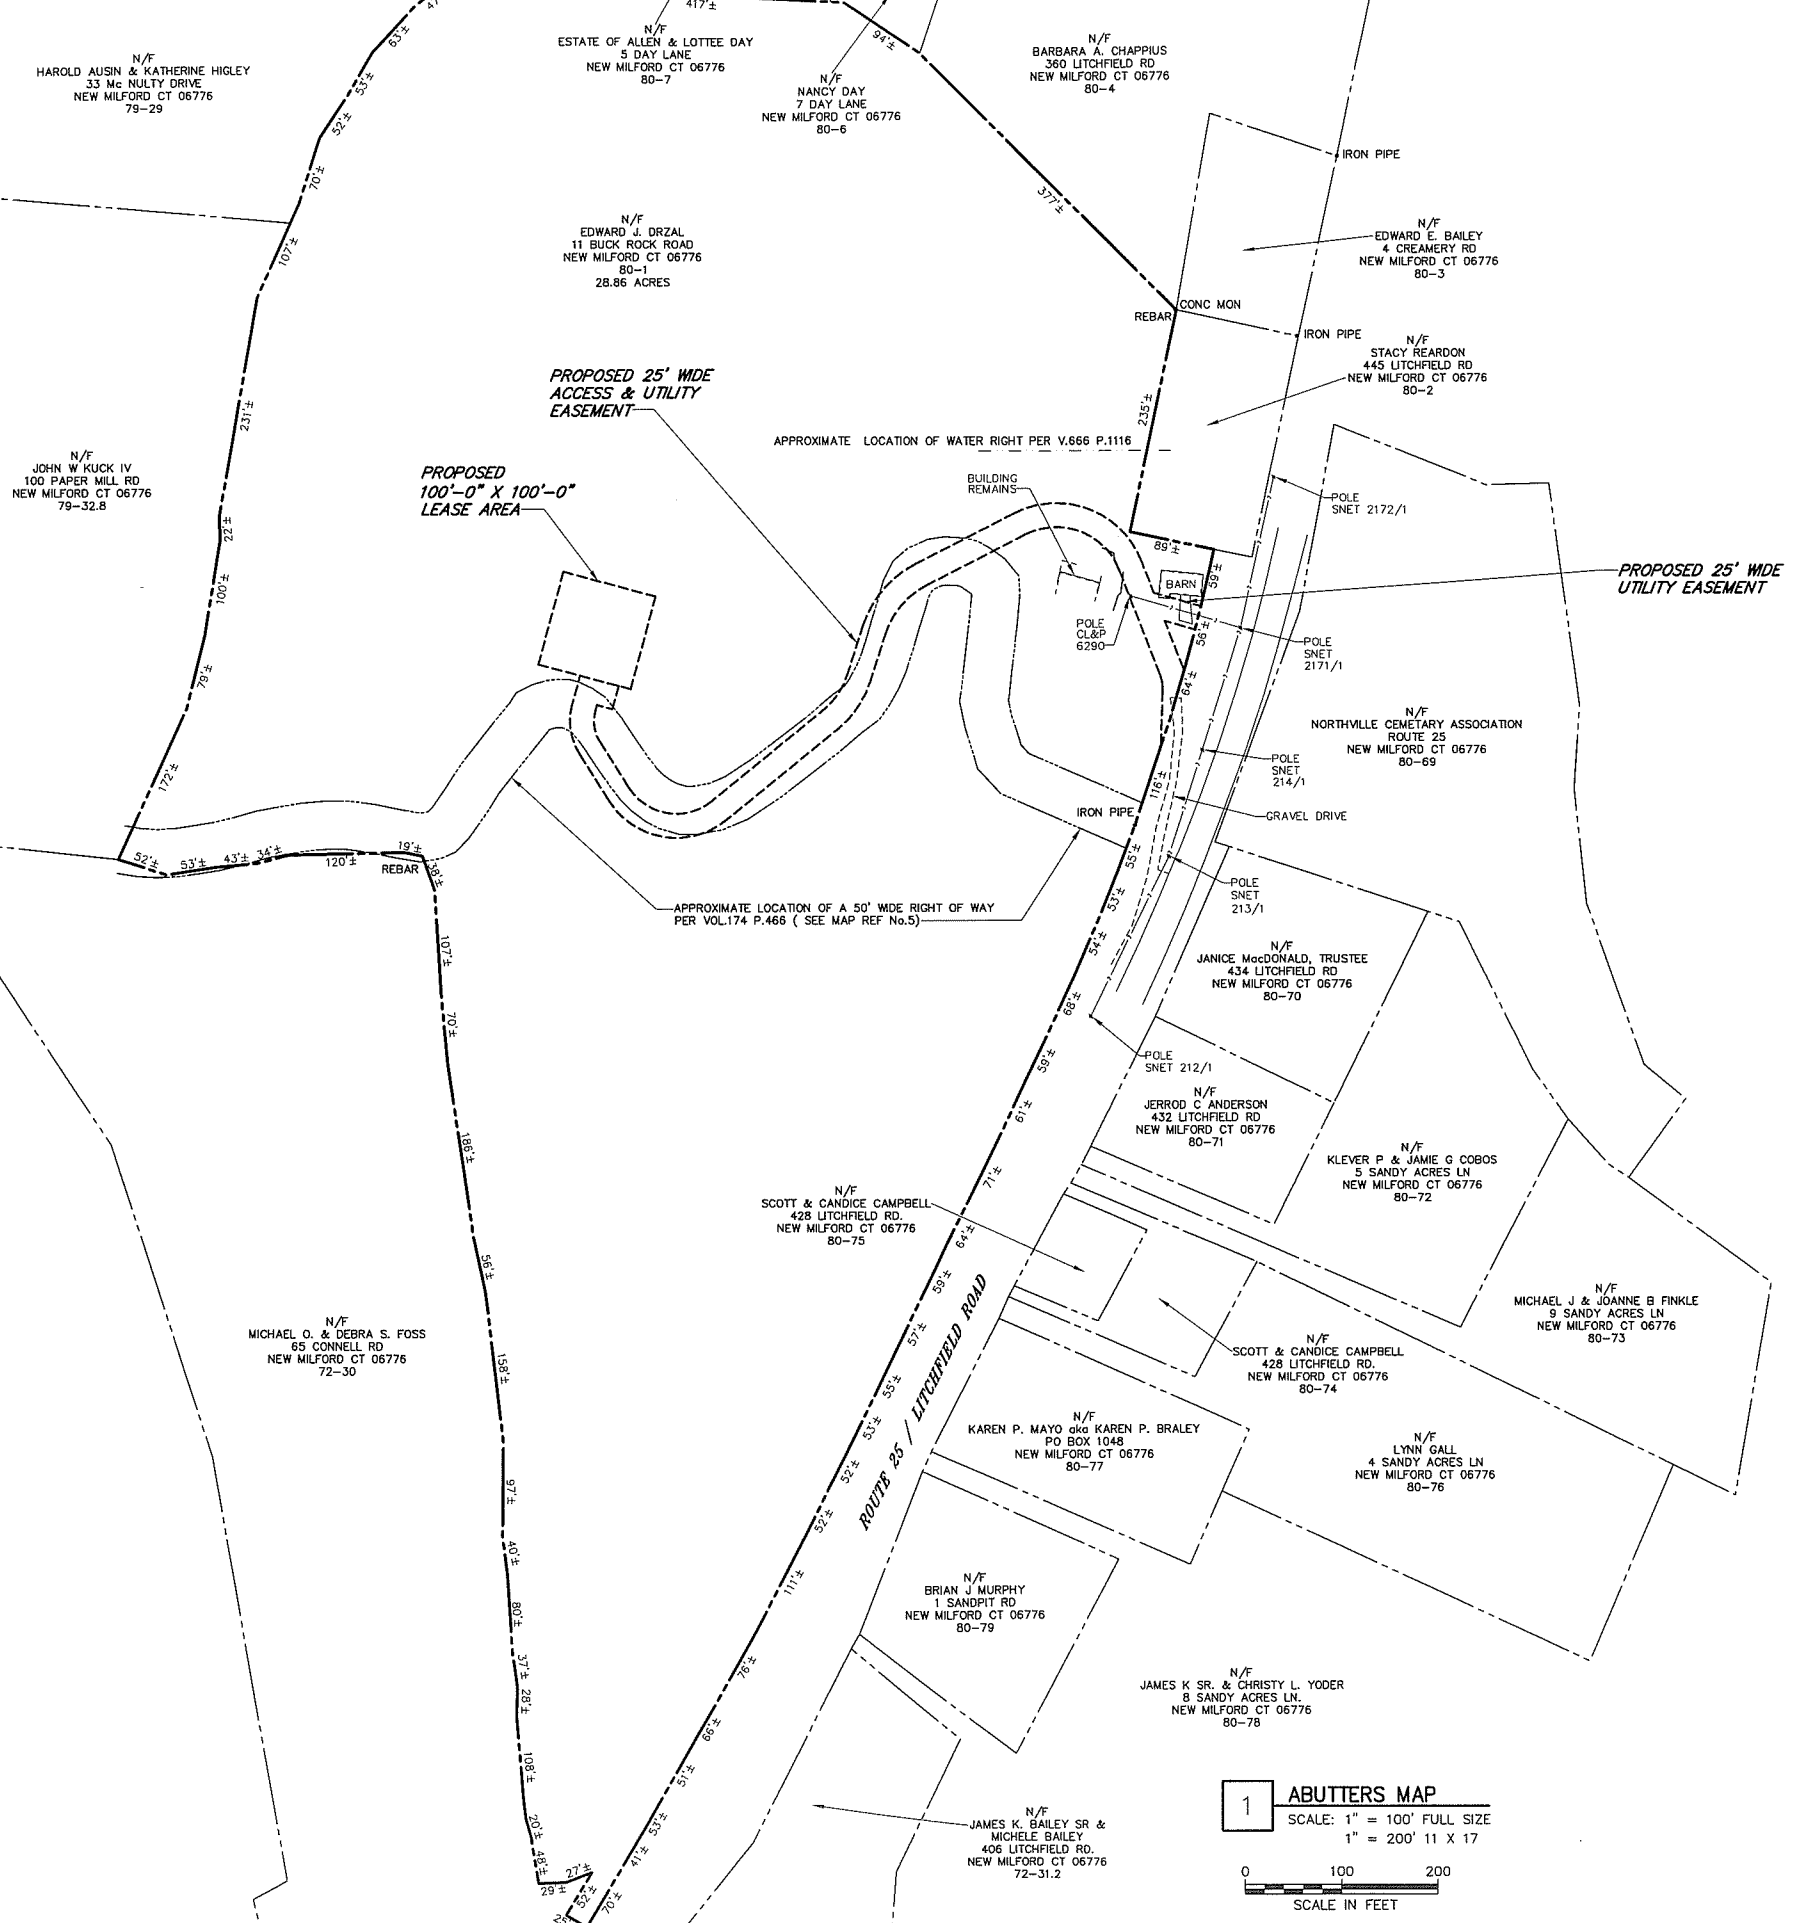 417'±
94'±
63'±
53'±
52'±
70'±
107'±
N/F
HAROLD AUSIN & KATHERINE HIGLEY
33 Mc NULTY DRIVE
NEW MILFORD CT 06776
79-29
N/F
ESTATE OF ALLEN & LOTTEE DAY
5 DAY LANE
NEW MILFORD CT 06776
80-7
N/F
NANCY DAY
7 DAY LANE
NEW MILFORD CT 06776
80-6
N/F
BARBARA A. CHAPPIUS
360 LITCHFIELD RD
NEW MILFORD CT 06776
80-4
IRON PIPE
377'±
N/F
EDWARD J. DRZAL
11 BUCK ROCK ROAD
NEW MILFORD CT 06776
80-1
28.86 ACRES
N/F
EDWARD E. BAILEY
4 CREAMERY RD
NEW MILFORD CT 06776
80-3
CONC MON
REBAR
IRON PIPE
N/F
STACY REARDON
445 LITCHFIELD RD
NEW MILFORD CT 06776
80-2
PROPOSED 25' WIDE
ACCESS & UTILITY
EASEMENT
231'±
235'±
APPROXIMATE LOCATION OF WATER RIGHT PER V.666 P.1116
N/F
JOHN W KUCK IV
100 PAPER MILL RD
NEW MILFORD CT 06776
79-32.8
PROPOSED
100'-0" X 100'-0"
LEASE AREA
BUILDING
REMAINS
POLE
SNET 2172/1
22'±
100'±
79'±
172'±
89'±
59'±
BARN
PROPOSED 25' WIDE
UTILITY EASEMENT
POLE
CL&P
6290
56'±
POLE
SNET
2171/1
64'±
N/F
NORTHVILLE CEMETARY ASSOCIATION
ROUTE 25
NEW MILFORD CT 06776
80-69
POLE
SNET
214/1
116'±
IRON PIPE
GRAVEL DRIVE
52'±
53'±
43'±
34'±
120'±
19'±
REBAR
38'±
55'±
53'±
54'±
POLE
SNET
213/1
APPROXIMATE LOCATION OF A 50' WIDE RIGHT OF WAY
PER VOL.174 P.466 ( SEE MAP REF No.5)
107'±
70'±
68'±
59'±
61'±
N/F
JANICE MacDONALD, TRUSTEE
434 LITCHFIELD RD
NEW MILFORD CT 06776
80-70
POLE
SNET 212/1
N/F
JERROD C ANDERSON
432 LITCHFIELD RD
NEW MILFORD CT 06776
80-71
186'±
71'±
N/F
KLEVER P & JAMIE G COBOS
5 SANDY ACRES LN
NEW MILFORD CT 06776
80-72
N/F
SCOTT & CANDICE CAMPBELL
428 LITCHFIELD RD.
NEW MILFORD CT 06776
80-75
64'±
56'±
59'±
57'±
55'±
53'±
52'±
52'±
ROUTE 25 / LITCHFIELD ROAD
N/F
MICHAEL J & JOANNE B FINKLE
9 SANDY ACRES LN
NEW MILFORD CT 06776
80-73
N/F
MICHAEL O. & DEBRA S. FOSS
65 CONNELL RD
NEW MILFORD CT 06776
72-30
158'±
N/F
SCOTT & CANDICE CAMPBELL
428 LITCHFIELD RD.
NEW MILFORD CT 06776
80-74
N/F
KAREN P. MAYO aka KAREN P. BRALEY
PO BOX 1048
NEW MILFORD CT 06776
80-77
N/F
LYNN GALL
4 SANDY ACRES LN
NEW MILFORD CT 06776
80-76
97'±
40'±
80'±
37'±
28'±
111'±
76'±
N/F
BRIAN J MURPHY
1 SANDPIT RD
NEW MILFORD CT 06776
80-79
N/F
JAMES K SR. & CHRISTY L. YODER
8 SANDY ACRES LN.
NEW MILFORD CT 06776
80-78
66'±
51'±
53'±
41'±
70'±
108'±
20'±
48'±
29'±
27'±
52'±
N/F
JAMES K. BAILEY SR &
MICHELE BAILEY
406 LITCHFIELD RD.
NEW MILFORD CT 06776
72-31.2
1
ABUTTERS MAP
SCALE: 1" = 100' FULL SIZE
1" = 200' 11 X 17
0 100 200
SCALE IN FEET